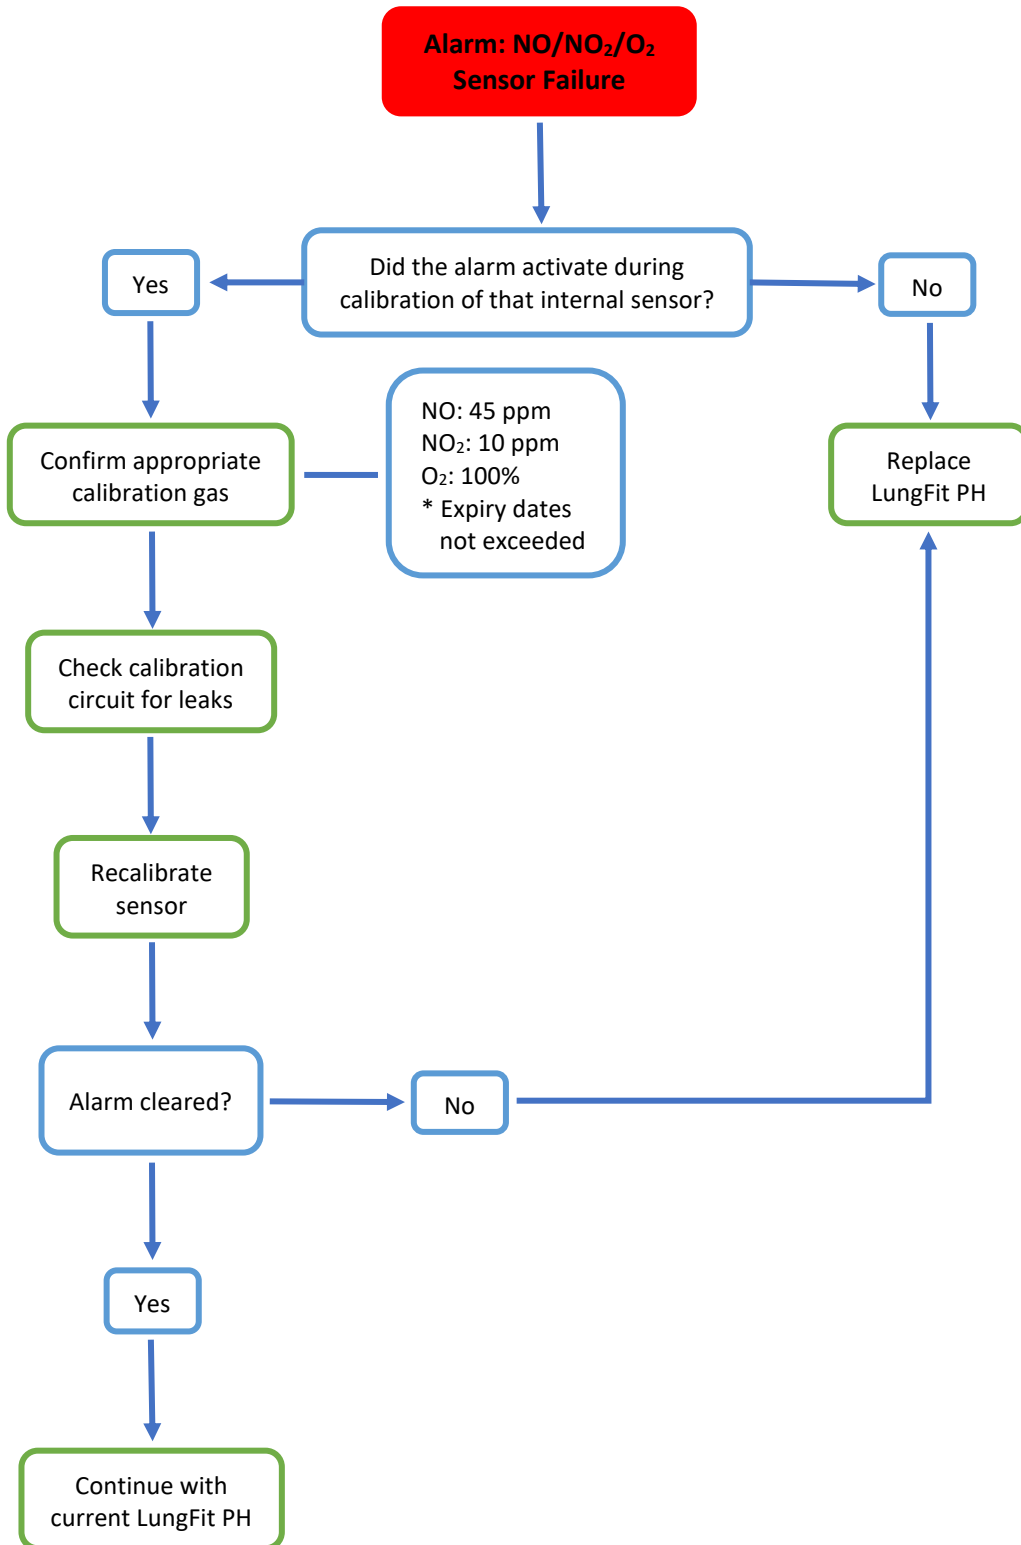 Alarm: NO/NO₂/O₂
Sensor Failure
Did the alarm activate during
calibration of that internal sensor?
Yes
No
Confirm appropriate
calibration gas
NO: 45 ppm
NO₂: 10 ppm
O₂: 100%
* Expiry dates
not exceeded
Replace
LungFit PH
Check calibration
circuit for leaks
Recalibrate
sensor
Alarm cleared?
No
Yes
Continue with
current LungFit PH